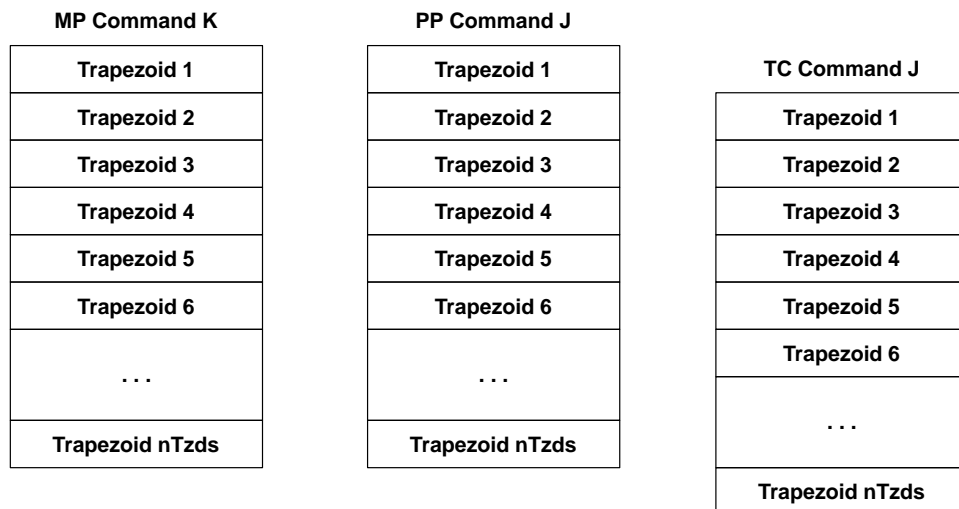 MP Command K
Trapezoid 1
Trapezoid 2
Trapezoid 3
Trapezoid 4
Trapezoid 5
Trapezoid 6
. . .
Trapezoid nTzds
PP Command J
Trapezoid 1
Trapezoid 2
Trapezoid 3
Trapezoid 4
Trapezoid 5
Trapezoid 6
. . .
Trapezoid nTzds
TC Command J
Trapezoid 1
Trapezoid 2
Trapezoid 3
Trapezoid 4
Trapezoid 5
Trapezoid 6
. . .
Trapezoid nTzds